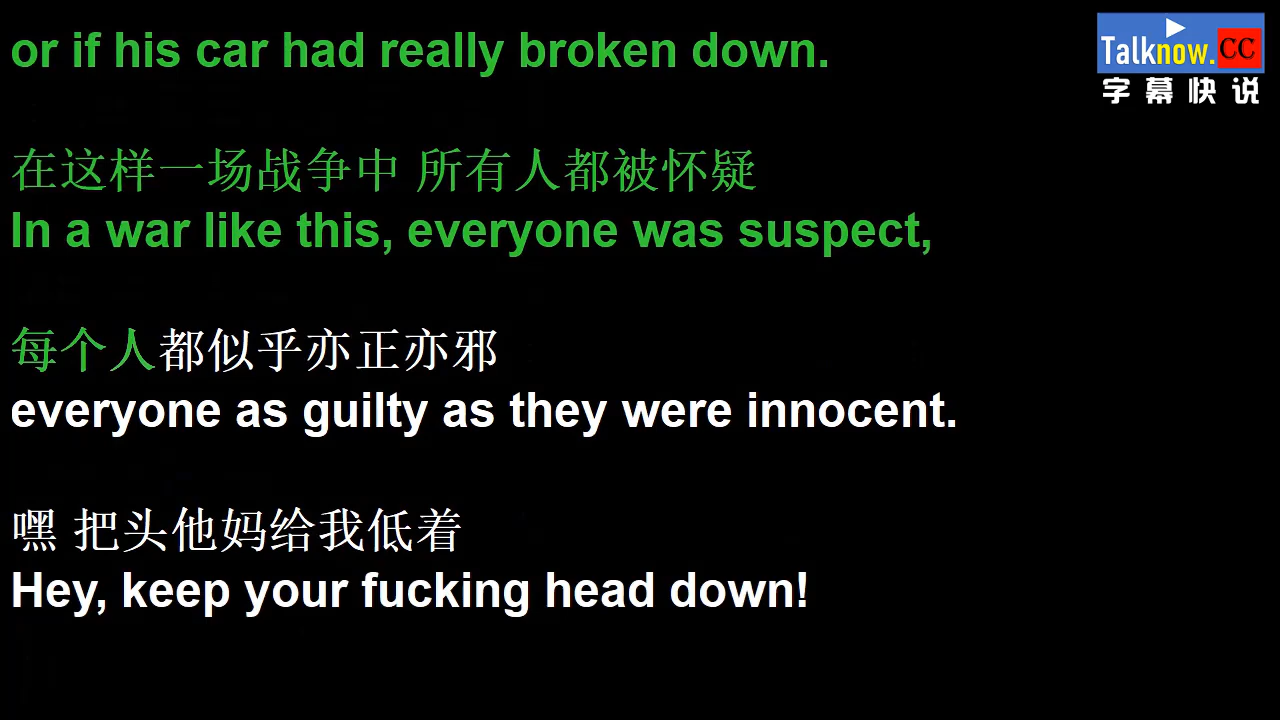 or if his car had really broken down.
Talknow.CC
字幕快说
在这样一场战争中 所有人都被怀疑
In a war like this, everyone was suspect,
每个人都似乎亦正亦邪
everyone as guilty as they were innocent.
嘿 把头他妈给我低着
Hey, keep your fucking head down!